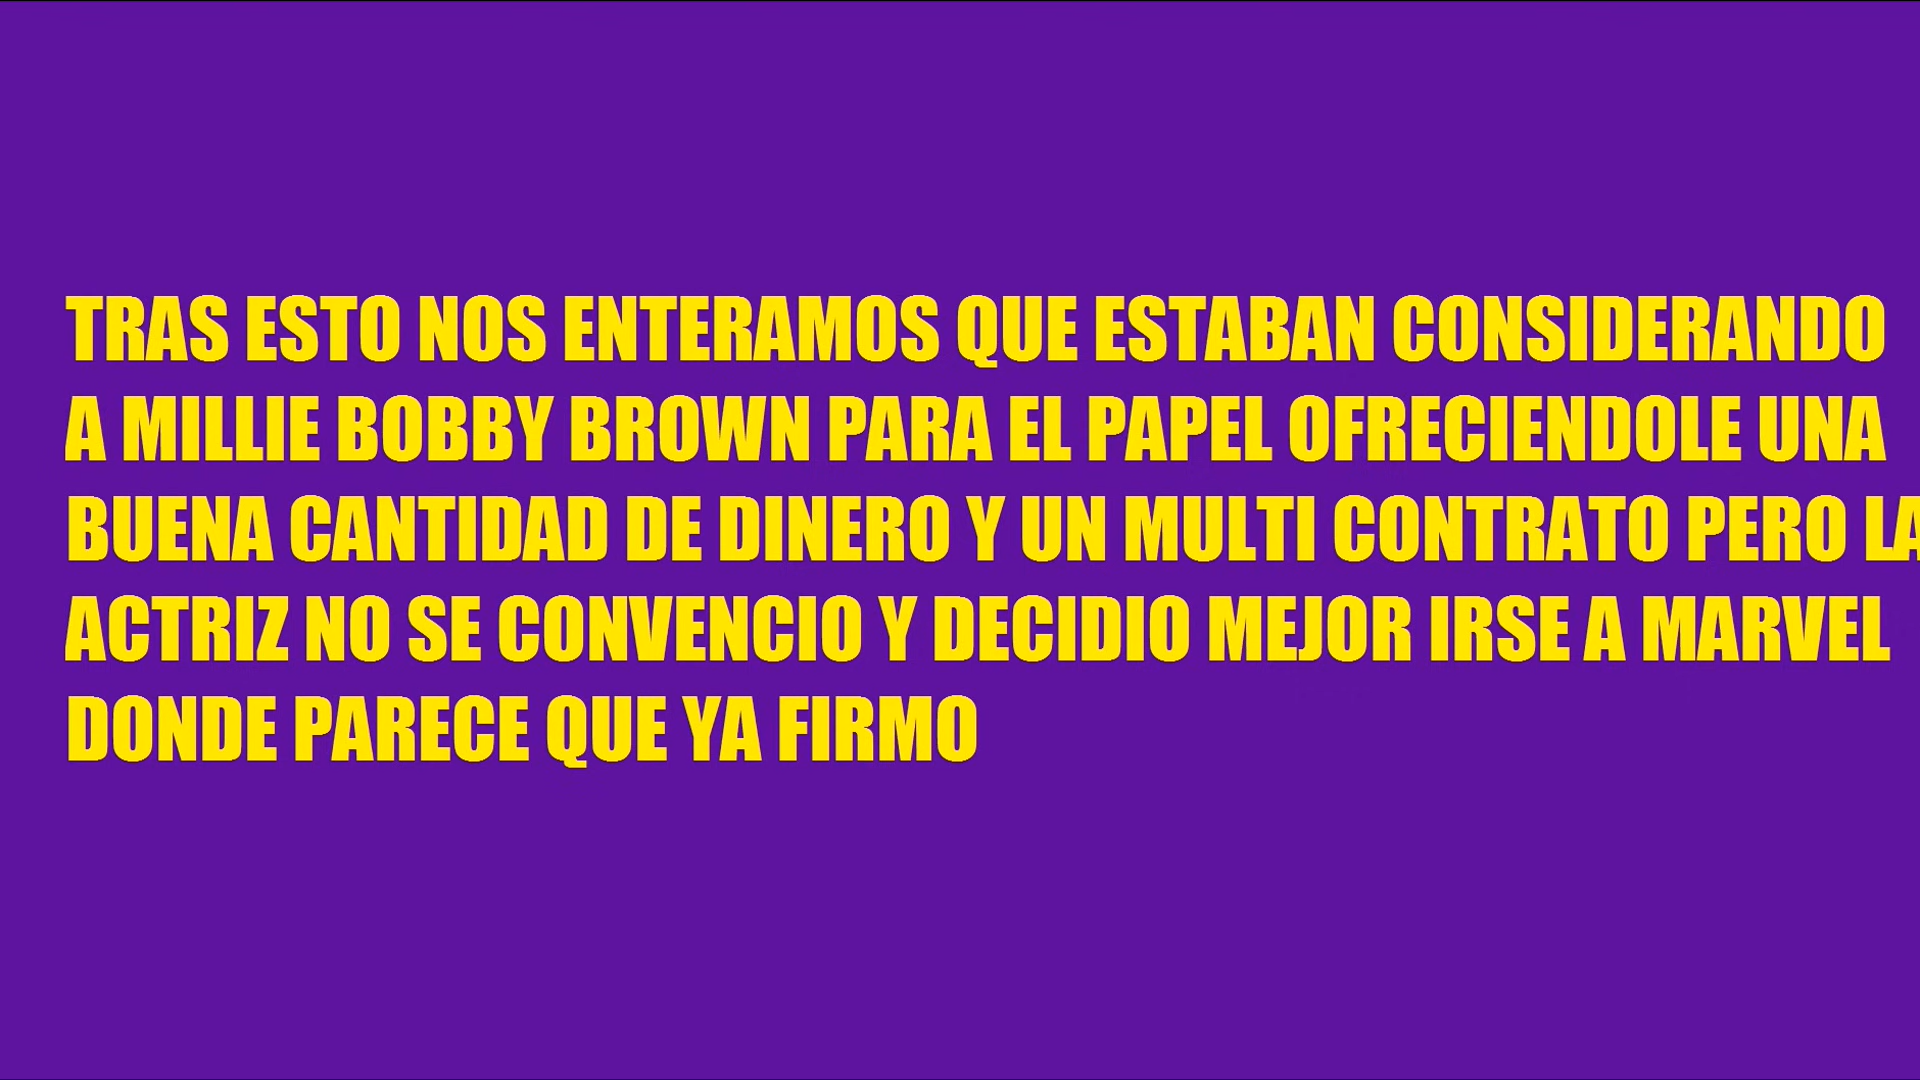 TRAS ESTO NOS ENTERAMOS QUE ESTABAN CONSIDERANDO
A MILLIE BOBBY BROWN PARA EL PAPEL OFRECIENDOLE UNA
BUENA CANTIDAD DE DINERO Y UN MULTI CONTRATO PERO LA
ACTRIZ NO SE CONVENCIO Y DECIDIO MEJOR IRSE A MARVEL
DONDE PARECE QUE YA FIRMO